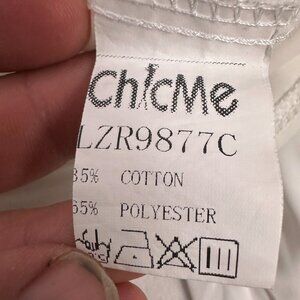 ChicMe
LZR9877C
35% COTTON
65% POLYESTER